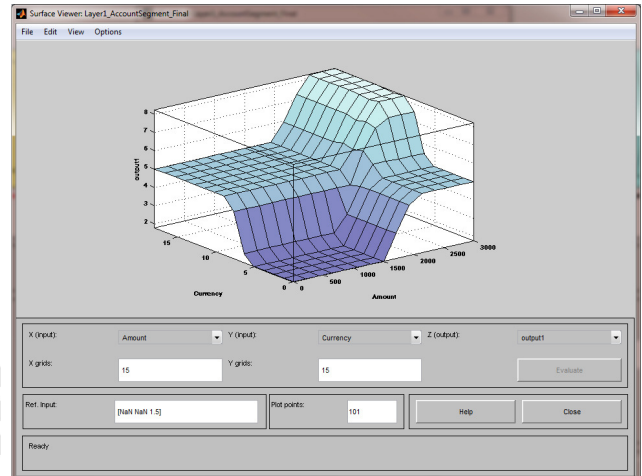 Surface Viewer: Layer1_AccountSegment_Final
File Edit View Options
8
7
6
5
4
3
2
output1
15
10
5
0
Currency
0
500
1000
1500
2000
2500
3000
Amount
X (input): Amount Y (input): Currency Z (output): output1
X grids: 15 Y grids: 15 Evaluate
Ref. Input: [NaN NaN 1.5] Plot points: 101 Help Close
Ready